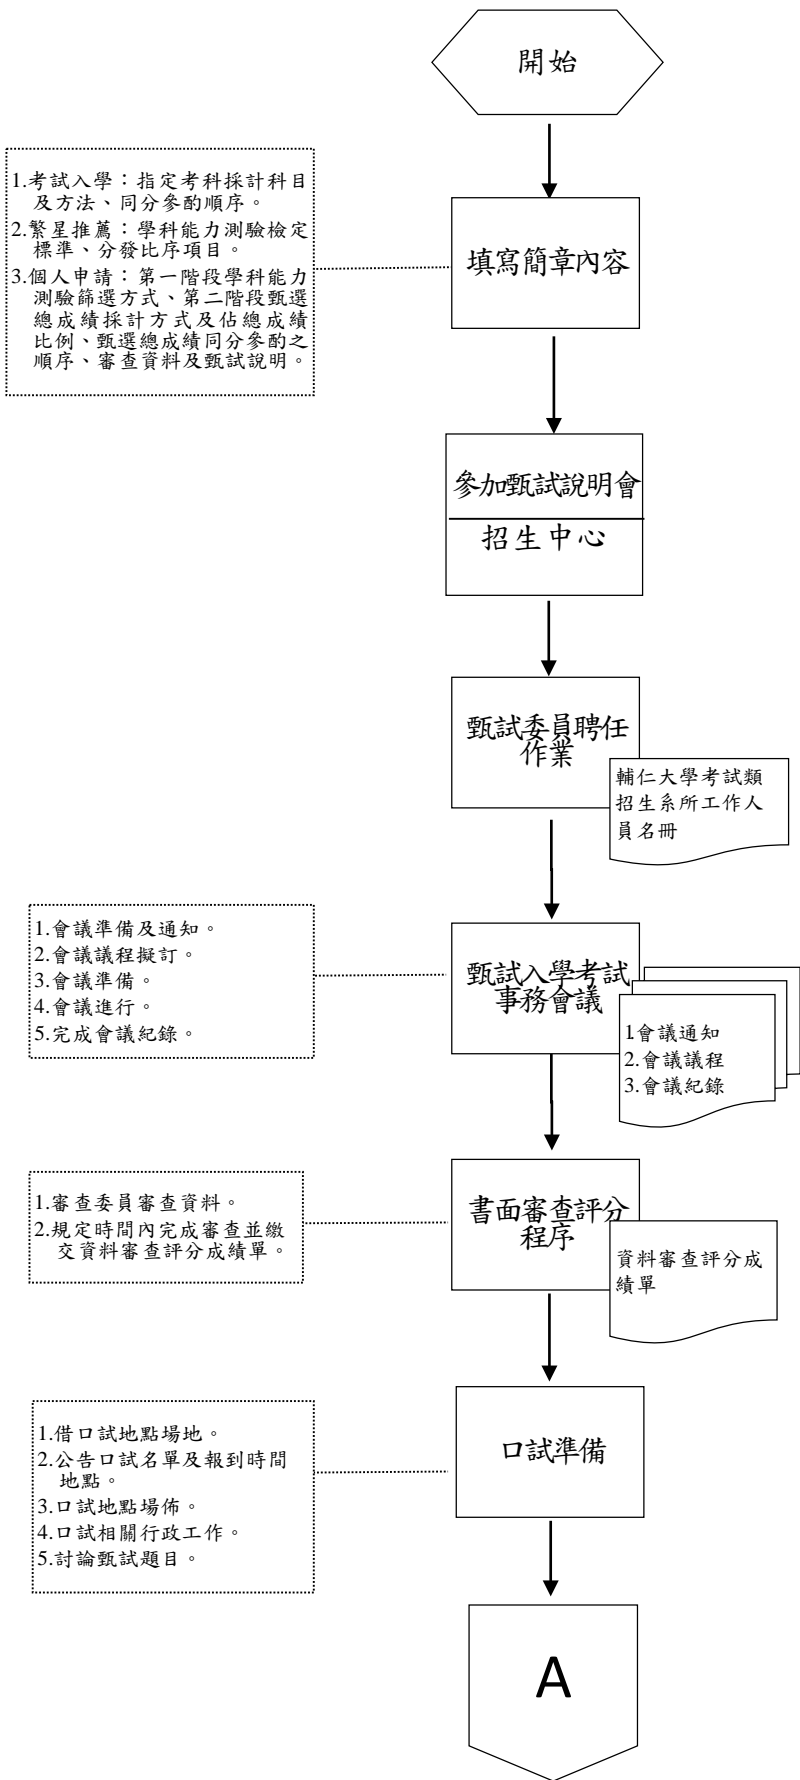 開始
1.考試入學：指定考科採計科目
及方法、同分參酌順序。
2.繁星推薦：學科能力測驗檢定
標準、分發比序項目。
3.個人申請：第一階段學科能力
測驗篩選方式、第二階段甄選
總成績採計方式及佔總成績
比例、甄選總成績同分參酌之
順序、審查資料及甄試說明。
填寫簡章內容
參加甄試說明會
招生中心
甄試委員聘任
作業
輔仁大學考試類
招生系所工作人
員名冊
1.會議準備及通知。
2.會議議程擬訂。
3.會議準備。
4.會議進行。
5.完成會議紀錄。
甄試入學考試
事務會議
1.會議通知
2.會議議程
3.會議紀錄
1.審查委員審查資料。
2.規定時間內完成審查並繳
交資料審查評分成績單。
書面審查評分
程序
資料審查評分成
績單
1.借口試地點場地。
2.公告口試名單及報到時間
地點。
3.口試地點場佈。
4.口試相關行政工作。
5.討論甄試題目。
口試準備
A